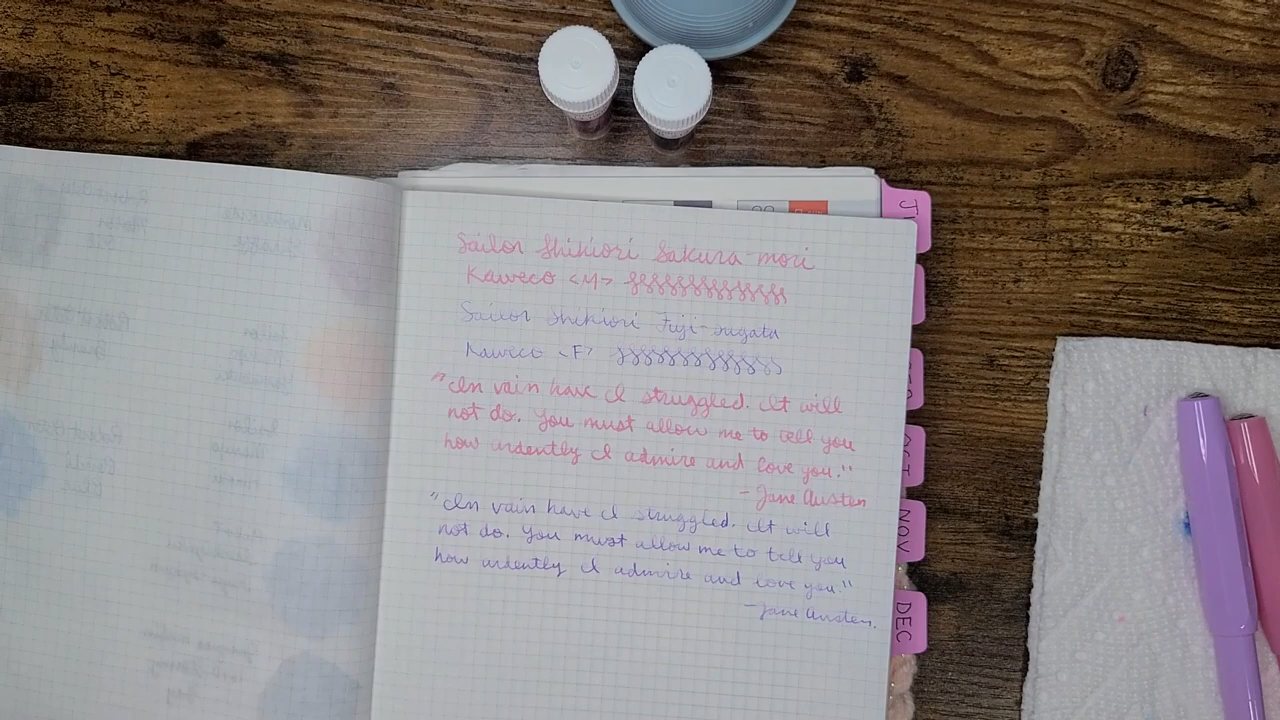 Sailor Shikiori Sakura-mori
Kaweco <M>
Sailor Shikiori Fuji-sugata
Kaweco <F>
"In vain have I struggled. It will
not do. You must allow me to tell you
how ardently I admire and love you."
- Jane Austen
"In vain have I struggled. It will
not do. You must allow me to tell you
how ardently I admire and love you."
- Jane Austen.
OCT
NOV
DEC